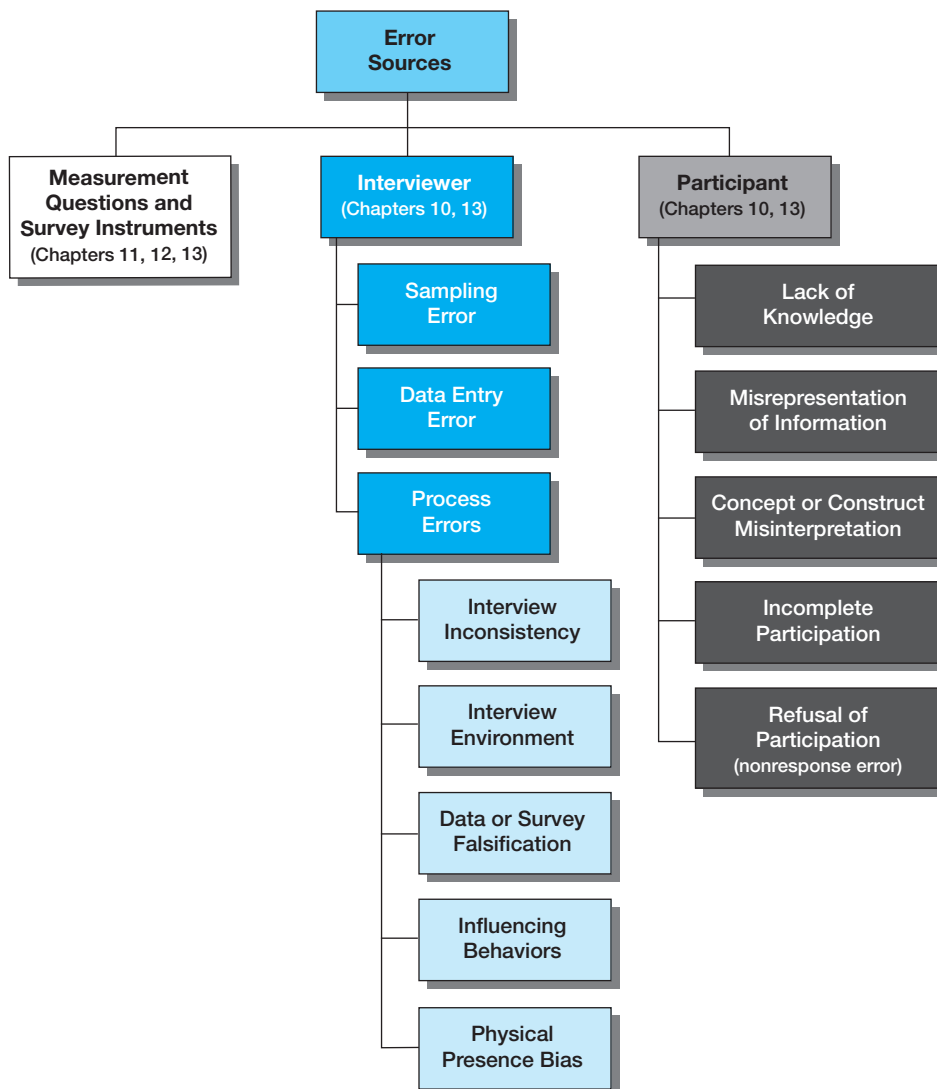 Error
Sources
Measurement
Questions and
Survey Instruments
(Chapters 11, 12, 13)
Interviewer
(Chapters 10, 13)
Sampling
Error
Data Entry
Error
Process
Errors
Interview
Inconsistency
Interview
Environment
Data or Survey
Falsification
Influencing
Behaviors
Physical
Presence Bias
Participant
(Chapters 10, 13)
Lack of
Knowledge
Misrepresentation
of Information
Concept or Construct
Misinterpretation
Incomplete
Participation
Refusal of
Participation
(nonresponse error)